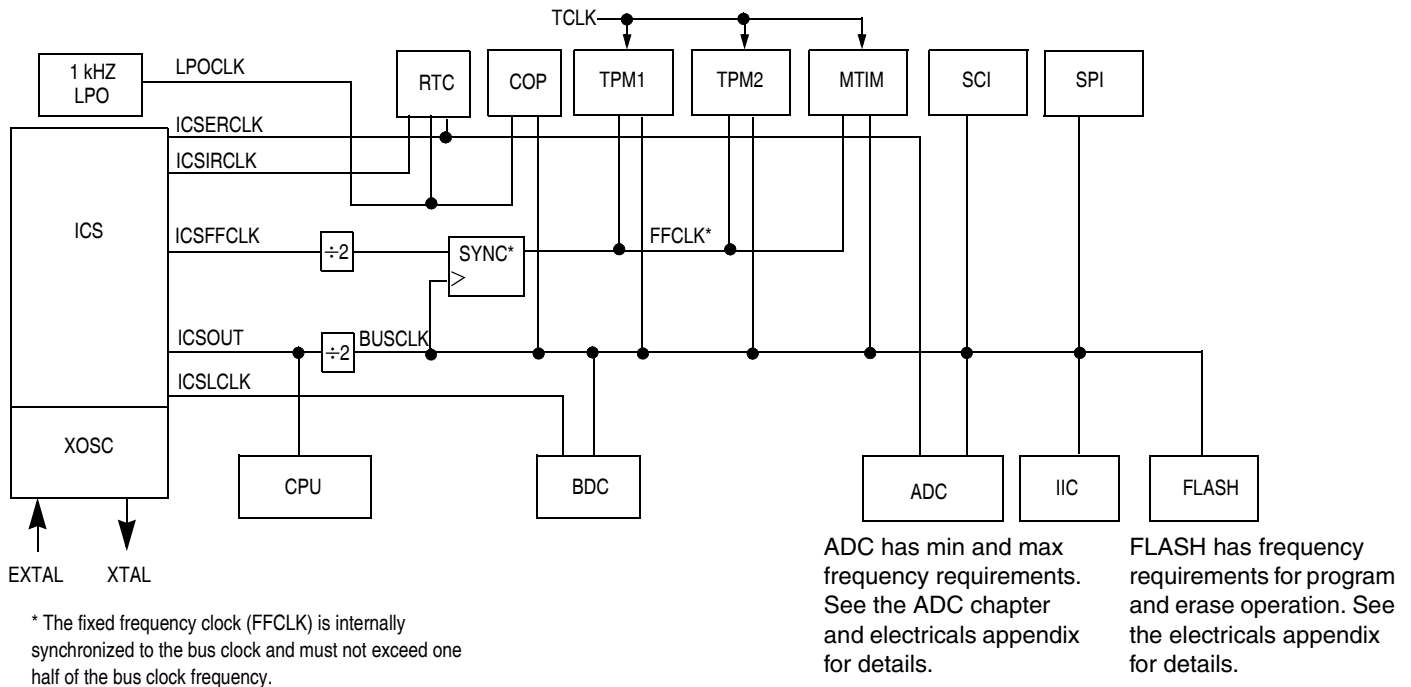 TCLK
1 kHZ
LPO
LPOCLK
RTC
COP
TPM1
TPM2
MTIM
SCI
SPI
ICSERCLK
ICSIRCLK
ICS
ICSFFCLK
÷2
SYNC*
FFCLK*
ICSOUT
÷2
BUSCLK
ICSLCLK
XOSC
CPU
BDC
ADC
IIC
FLASH
EXTAL
XTAL
ADC has min and max
frequency requirements.
See the ADC chapter
and electricals appendix
for details.
FLASH has frequency
requirements for program
and erase operation. See
the electricals appendix
for details.
* The fixed frequency clock (FFCLK) is internally
synchronized to the bus clock and must not exceed one
half of the bus clock frequency.